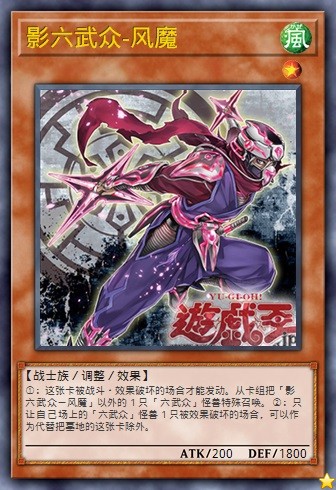 影六武众-风魔
風
YU-GI-OH!
遊戯王
【战士族／调整／效果】
①：这张卡被战斗・效果破坏的场合才能发动。从卡组把「影
六武众－风魔」以外的１只「六武众」怪兽特殊召唤。②：只
让自己场上的「六武众」怪兽１只被效果破坏的场合，可以作
为代替把墓地的这张卡除外。
ATK/200 DEF/1800